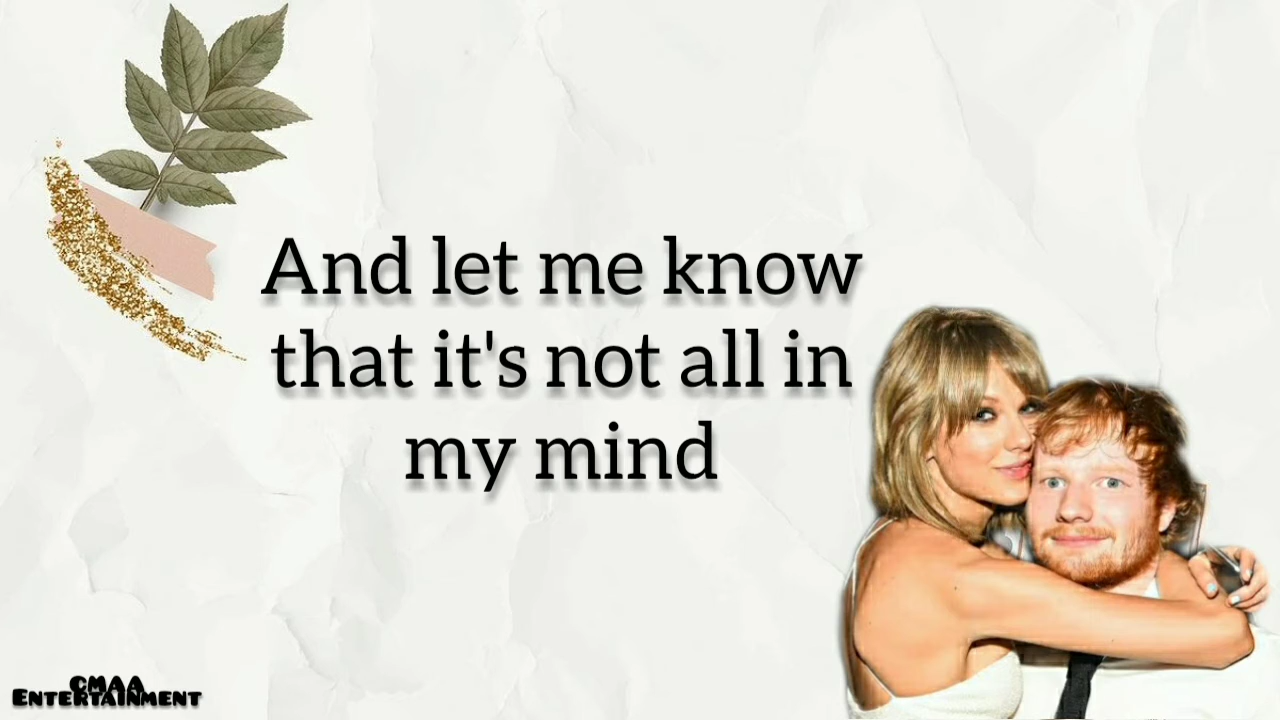 And let me know
that it's not all in
my mind
CMAA
ENTERTAINMENT